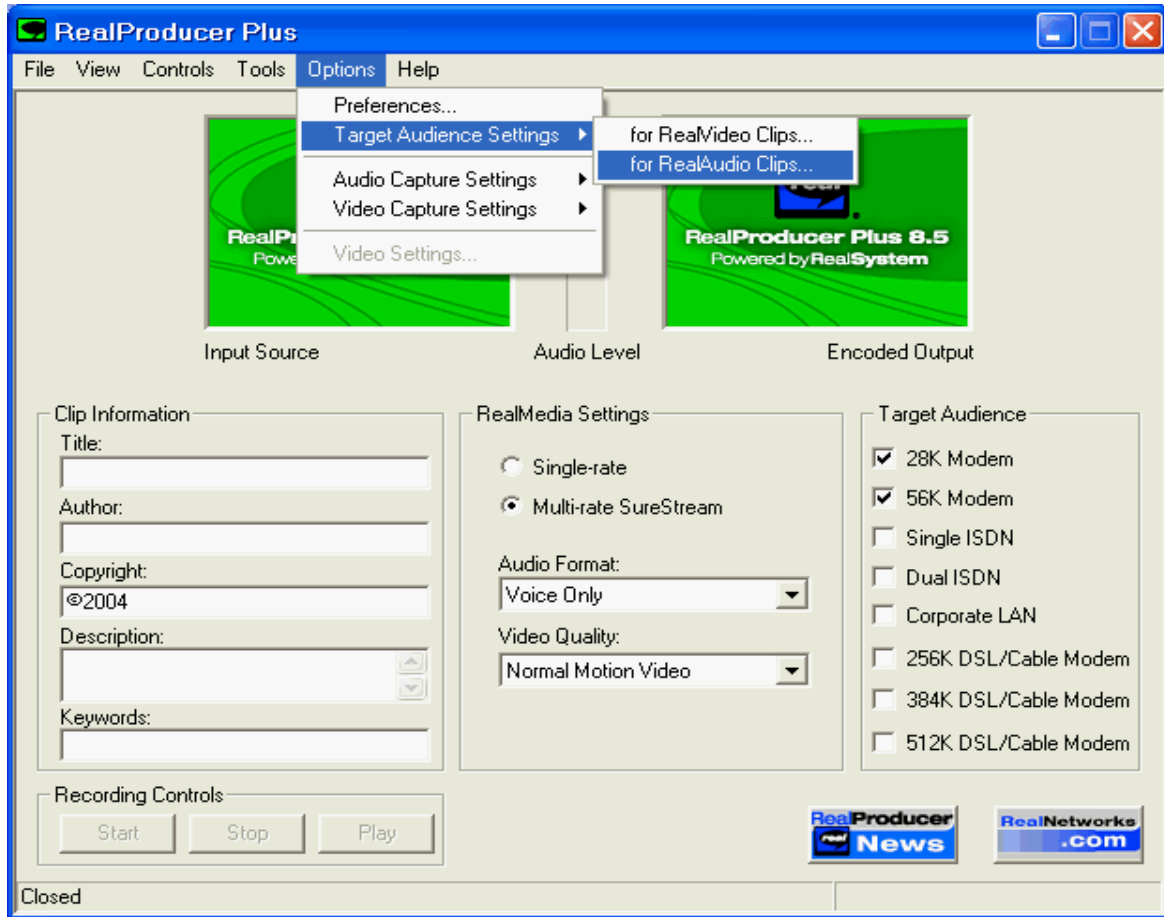 RealProducer Plus
File View Controls Tools Options Help
Preferences...
Target Audience Settings
for RealVideo Clips...
for RealAudio Clips...
Audio Capture Settings
Video Capture Settings
Video Settings...
RealP
Powe
real
RealProducer Plus 8.5
Powered by RealSystem
Input Source
Audio Level
Encoded Output
Clip Information
Title:
Author:
Copyright:
©2004
Description:
Keywords:
RealMedia Settings
Single-rate
Multi-rate SureStream
Audio Format:
Voice Only
Video Quality:
Normal Motion Video
Target Audience
28K Modem
56K Modem
Single ISDN
Dual ISDN
Corporate LAN
256K DSL/Cable Modem
384K DSL/Cable Modem
512K DSL/Cable Modem
Recording Controls
Start Stop Play
RealProducer
real News
RealNetworks
.com
Closed